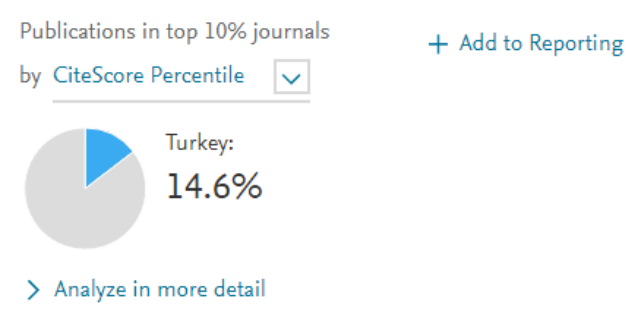 Publications in top 10% journals
+ Add to Reporting
by CiteScore Percentile
Turkey:
14.6%
Analyze in more detail